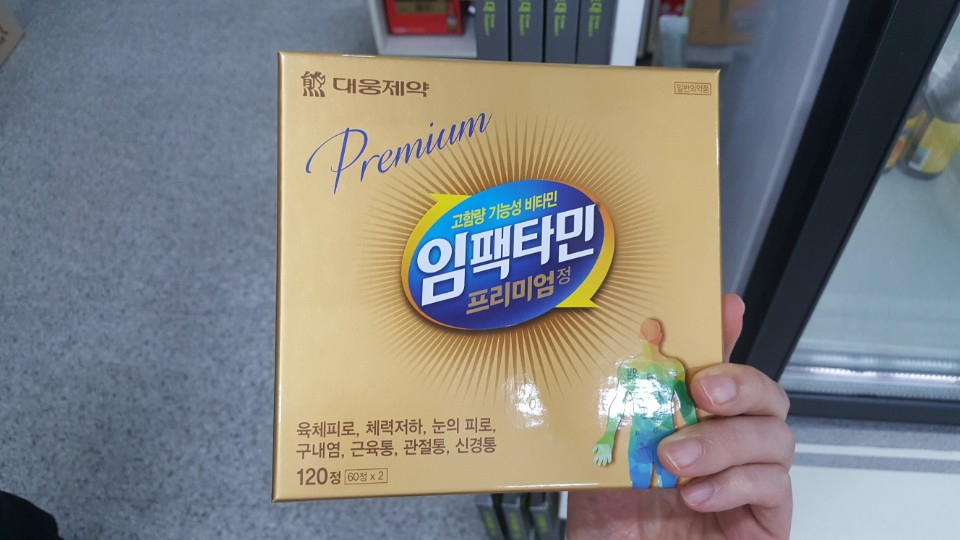 대웅제약
일반의약품
Premium
고함량 기능성 비타민
임팩타민
프리미엄정
육체피로, 체력저하, 눈의 피로,
구내염, 근육통, 관절통, 신경통
120정 60정 x 2